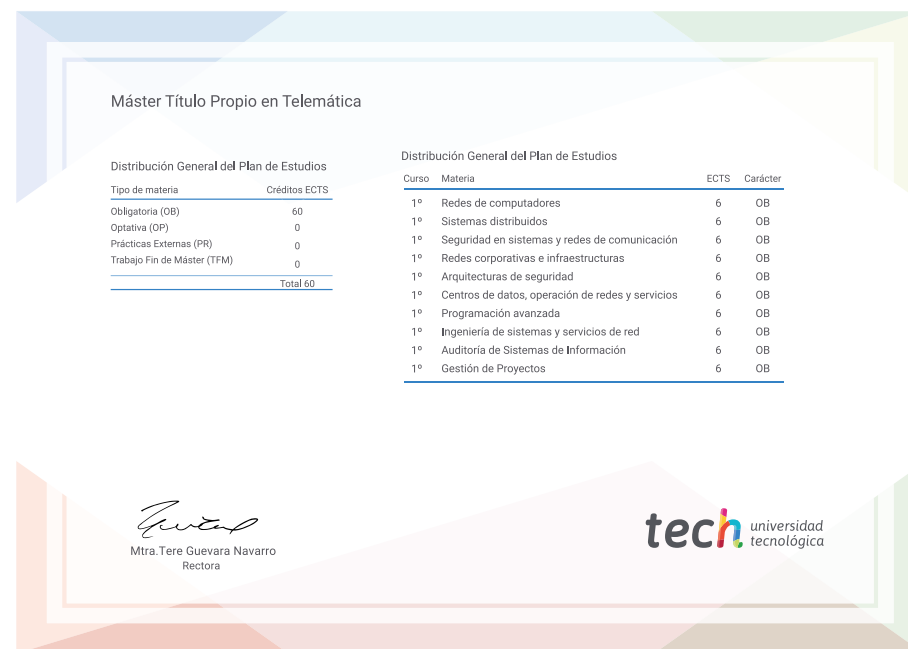 Máster Título Propio en Telemática
Distribución General del Plan de Estudios
Tipo de materia Créditos ECTS
Obligatoria (OB) 60
Optativa (OP) 0
Prácticas Externas (PR) 0
Trabajo Fin de Máster (TFM) 0
Total 60
Distribución General del Plan de Estudios
Curso Materia ECTS Carácter
1º Redes de computadores 6 OB
1º Sistemas distribuidos 6 OB
1º Seguridad en sistemas y redes de comunicación 6 OB
1º Redes corporativas e infraestructuras 6 OB
1º Arquitecturas de seguridad 6 OB
1º Centros de datos, operación de redes y servicios 6 OB
1º Programación avanzada 6 OB
1º Ingeniería de sistemas y servicios de red 6 OB
1º Auditoría de Sistemas de Información 6 OB
1º Gestión de Proyectos 6 OB
Mtra.Tere Guevara Navarro
Rectora
tech universidad
tecnológica